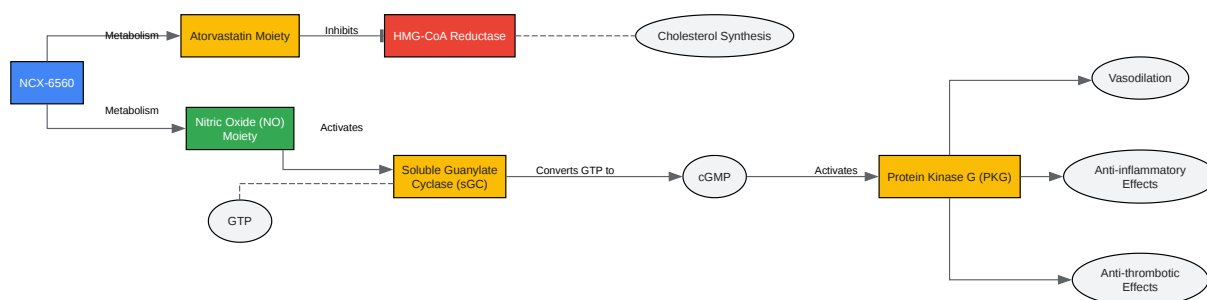 Metabolism
Atorvastatin Moiety
Inhibits
HMG-CoA Reductase
Cholesterol Synthesis
NCX-6560
Metabolism
Nitric Oxide (NO)
Moiety
Activates
Soluble Guanylate
Cyclase (sGC)
Converts GTP to
cGMP
Activates
Protein Kinase G (PKG)
Vasodilation
Anti-inflammatory
Effects
GTP
Anti-thrombotic
Effects